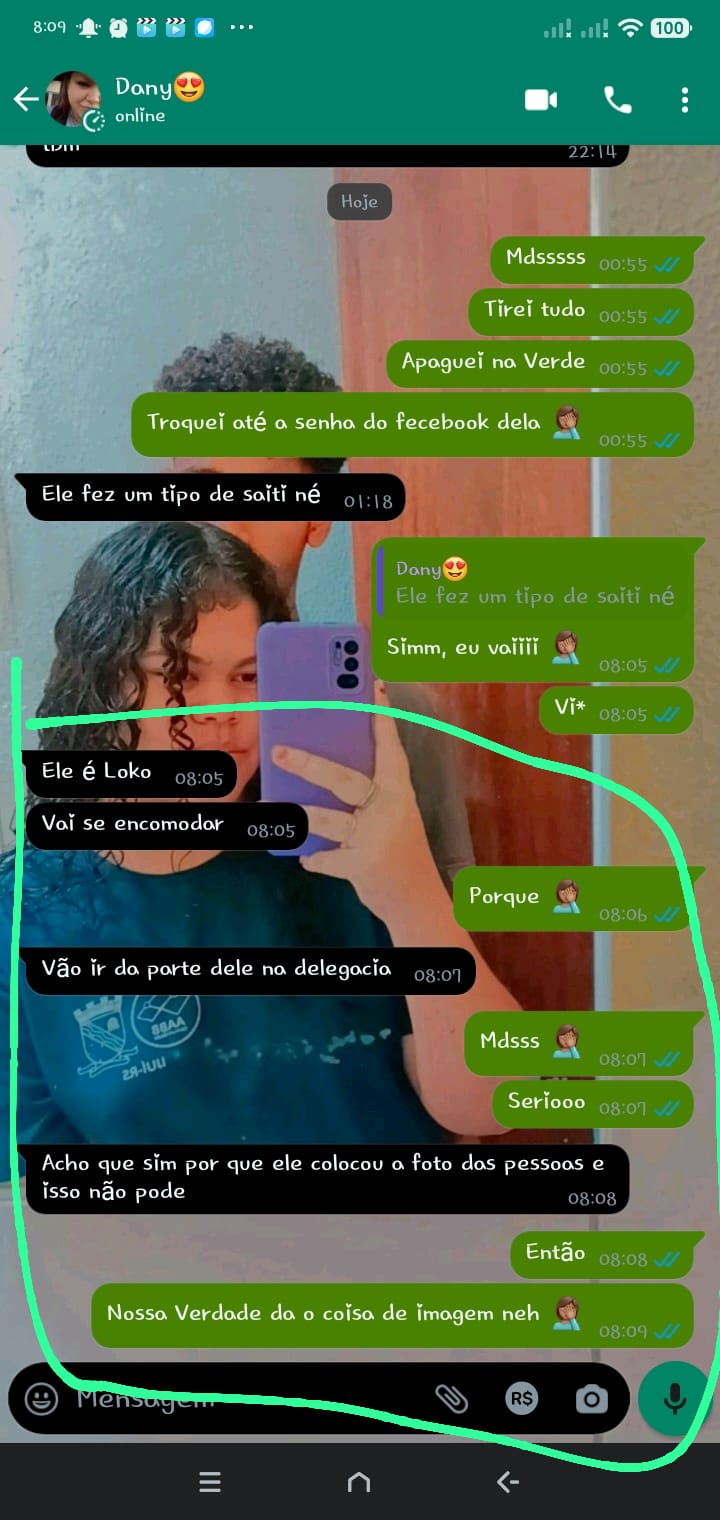 8:09
100
Dany😍
online
22:14
Hoje
Mdsssss 00:55
Tirei tudo 00:55
Apaguei na Verde 00:55
Troquei até a senha do fecebook dela 🤦🏽 00:55
Ele fez um tipo de saiti né 01:18
Dany😍
Ele fez um tipo de saiti né
Simm, eu vaiiii 🤦🏽 08:05
Vi* 08:05
Ele é Loko 08:05
Vai se encomodar 08:05
Porque 🤦🏽 08:06
Vão ir da parte dele na delegacia 08:07
AABB
IJUÍ-RS
Mdsss 🤦🏽 08:07
Seriooo 08:07
Acho que sim por que ele colocou a foto das pessoas e
isso não pode 08:08
Então 08:08
Nossa Verdade da o coisa de imagem neh 🤦🏽 08:09
Mensagem
R$